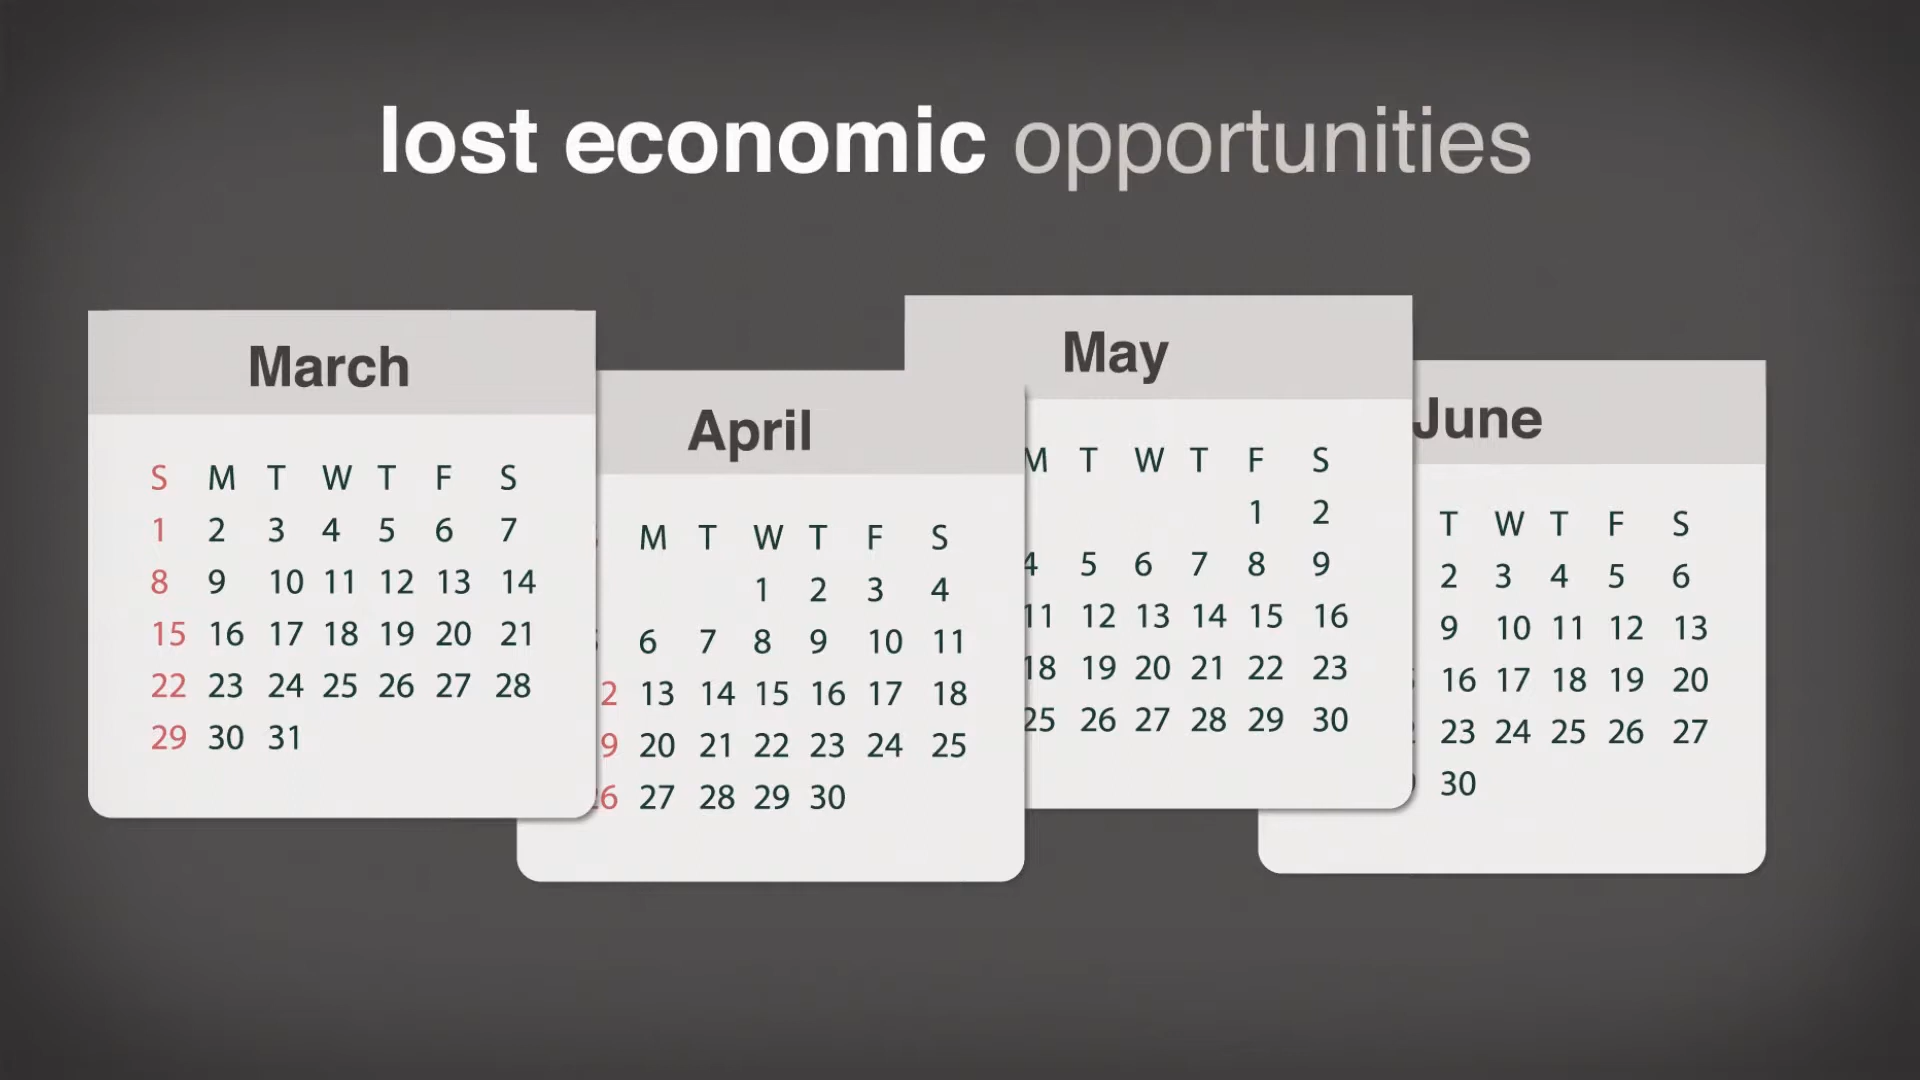 lost economic opportunities
March
S M T W T F S
1 2 3 4 5 6 7
8 9 10 11 12 13 14
15 16 17 18 19 20 21
22 23 24 25 26 27 28
29 30 31
April
M T W T F S
1 2 3 4
6 7 8 9 10 11
13 14 15 16 17 18
20 21 22 23 24 25
27 28 29 30
May
M T W T F S
1 2
4 5 6 7 8 9
11 12 13 14 15 16
18 19 20 21 22 23
25 26 27 28 29 30
June
T W T F S
2 3 4 5 6
9 10 11 12 13
16 17 18 19 20
23 24 25 26 27
30